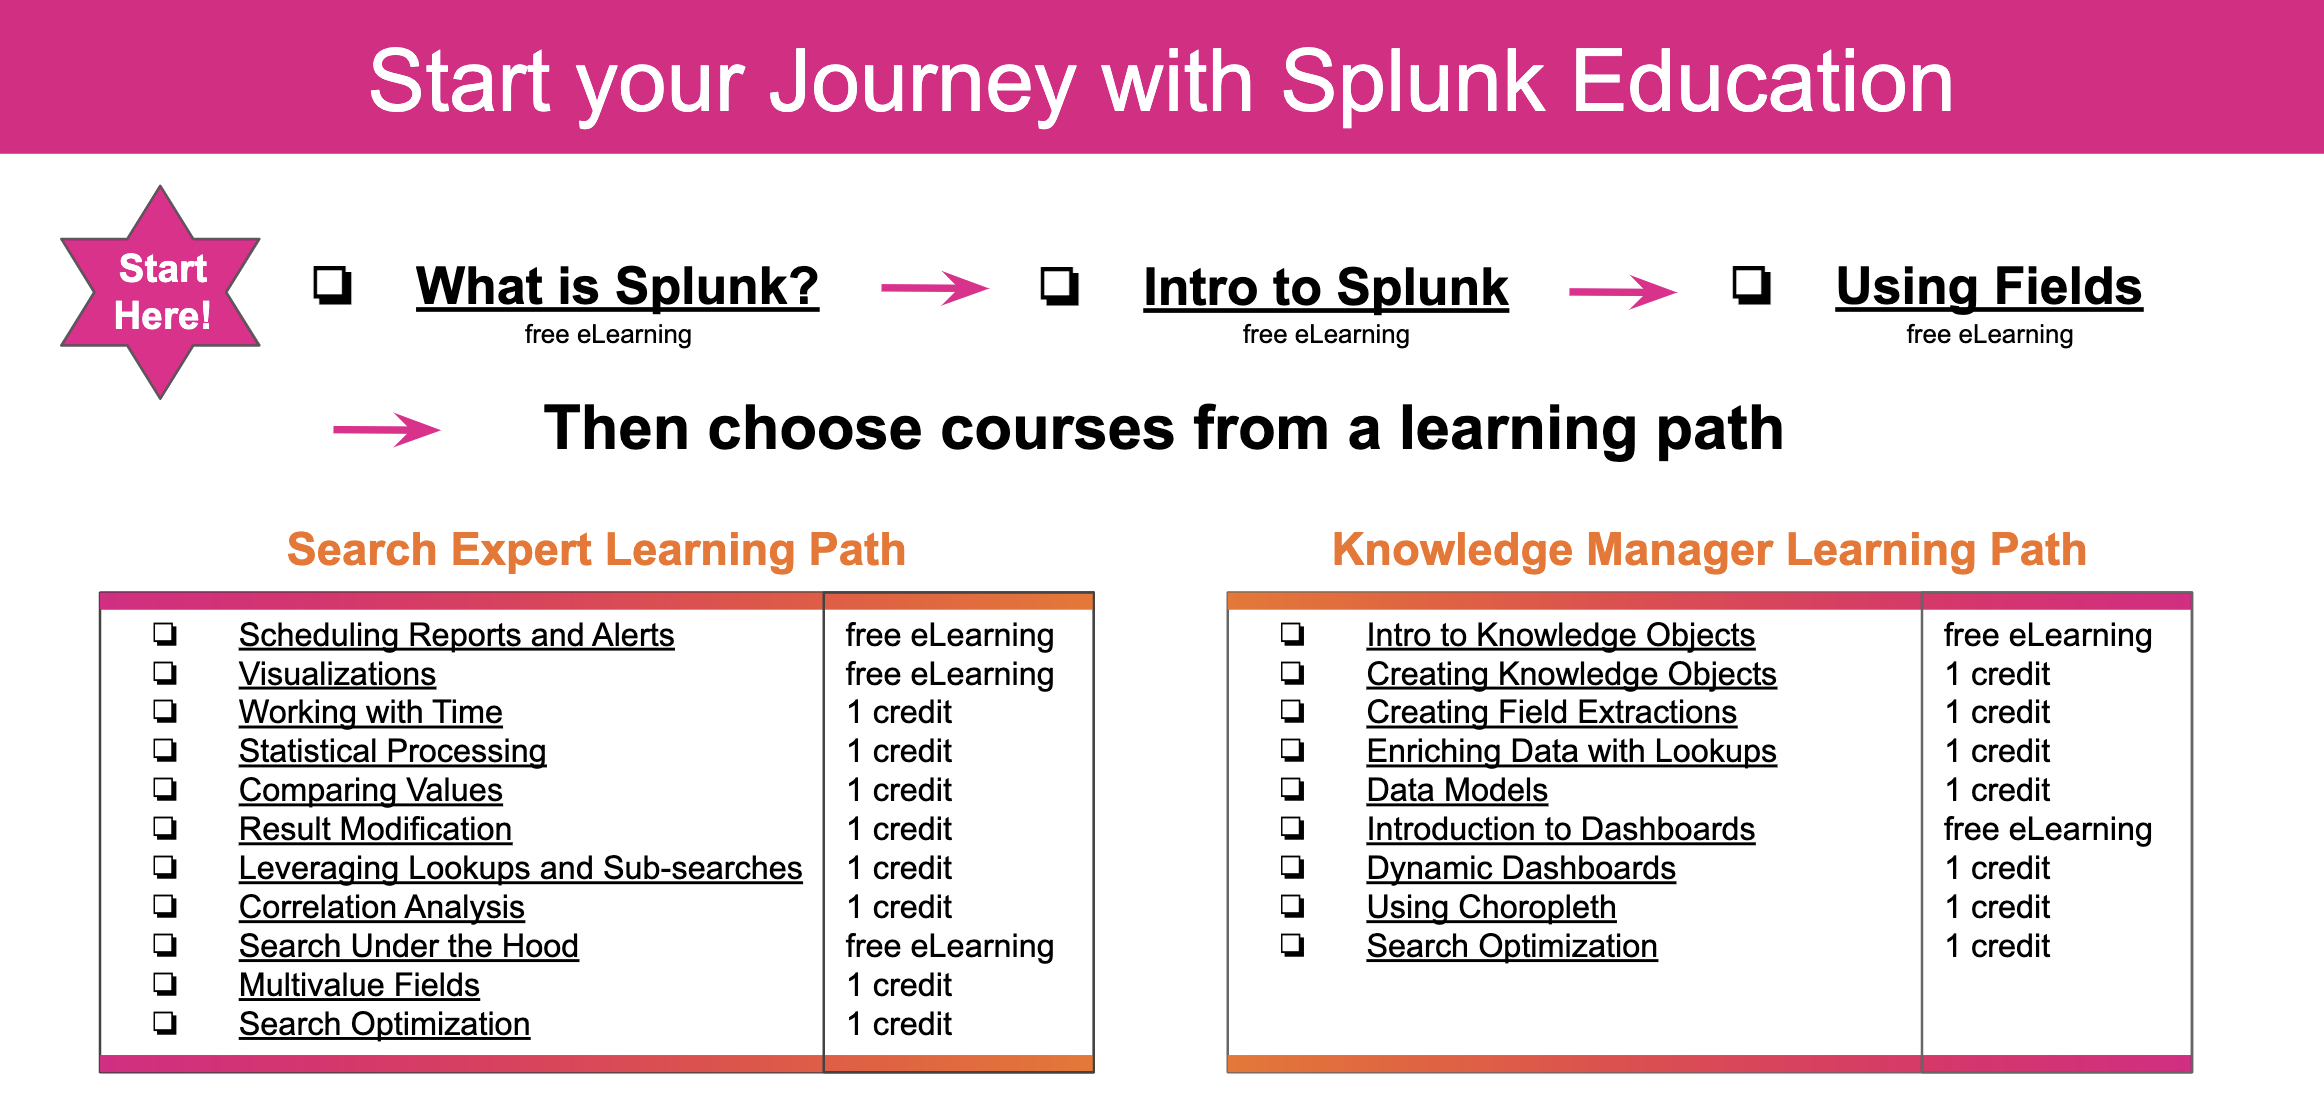 Start your Journey with Splunk Education
Start
Here!
What is Splunk?
free eLearning
Intro to Splunk
free eLearning
Using Fields
free eLearning
Then choose courses from a learning path
Search Expert Learning Path
Scheduling Reports and Alerts free eLearning
Visualizations free eLearning
Working with Time 1 credit
Statistical Processing 1 credit
Comparing Values 1 credit
Result Modification 1 credit
Leveraging Lookups and Sub-searches 1 credit
Correlation Analysis 1 credit
Search Under the Hood free eLearning
Multivalue Fields 1 credit
Search Optimization 1 credit
Knowledge Manager Learning Path
Intro to Knowledge Objects free eLearning
Creating Knowledge Objects 1 credit
Creating Field Extractions 1 credit
Enriching Data with Lookups 1 credit
Data Models 1 credit
Introduction to Dashboards free eLearning
Dynamic Dashboards 1 credit
Using Choropleth 1 credit
Search Optimization 1 credit